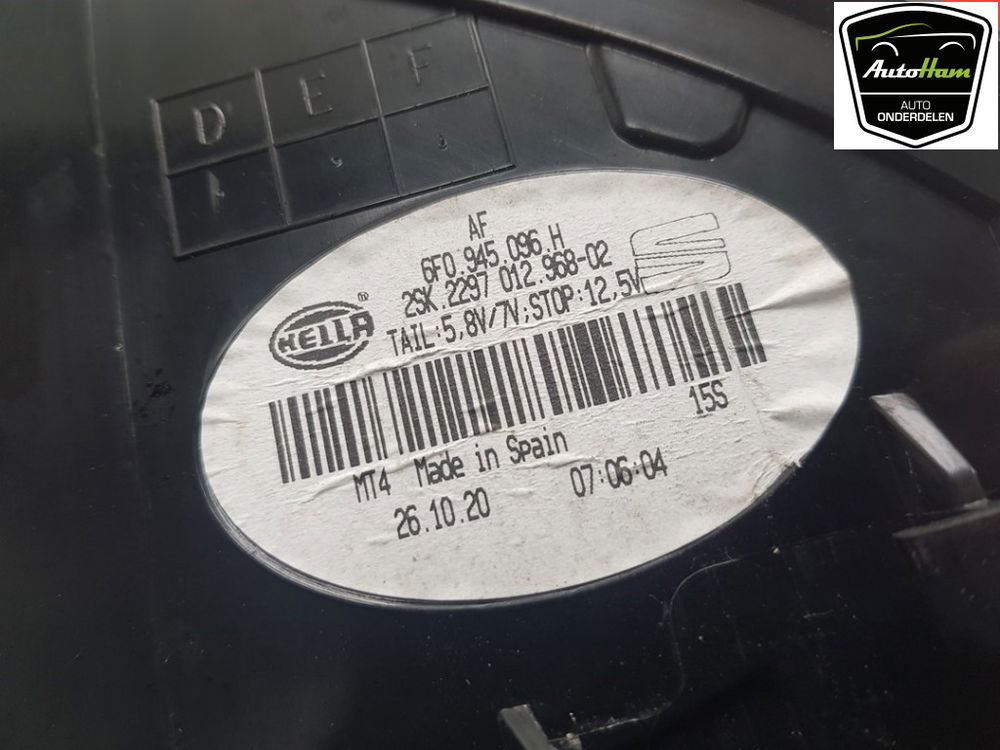 AutoHam
AUTO
ONDERDELEN
D E F
AF
6F0.945.096.H
2SK.2297 012.968-02
TAIL:5,8V/7V;STOP:12,5V
HELLA ®
15S
MT4 Made in Spain
26.10.20 07:06:04